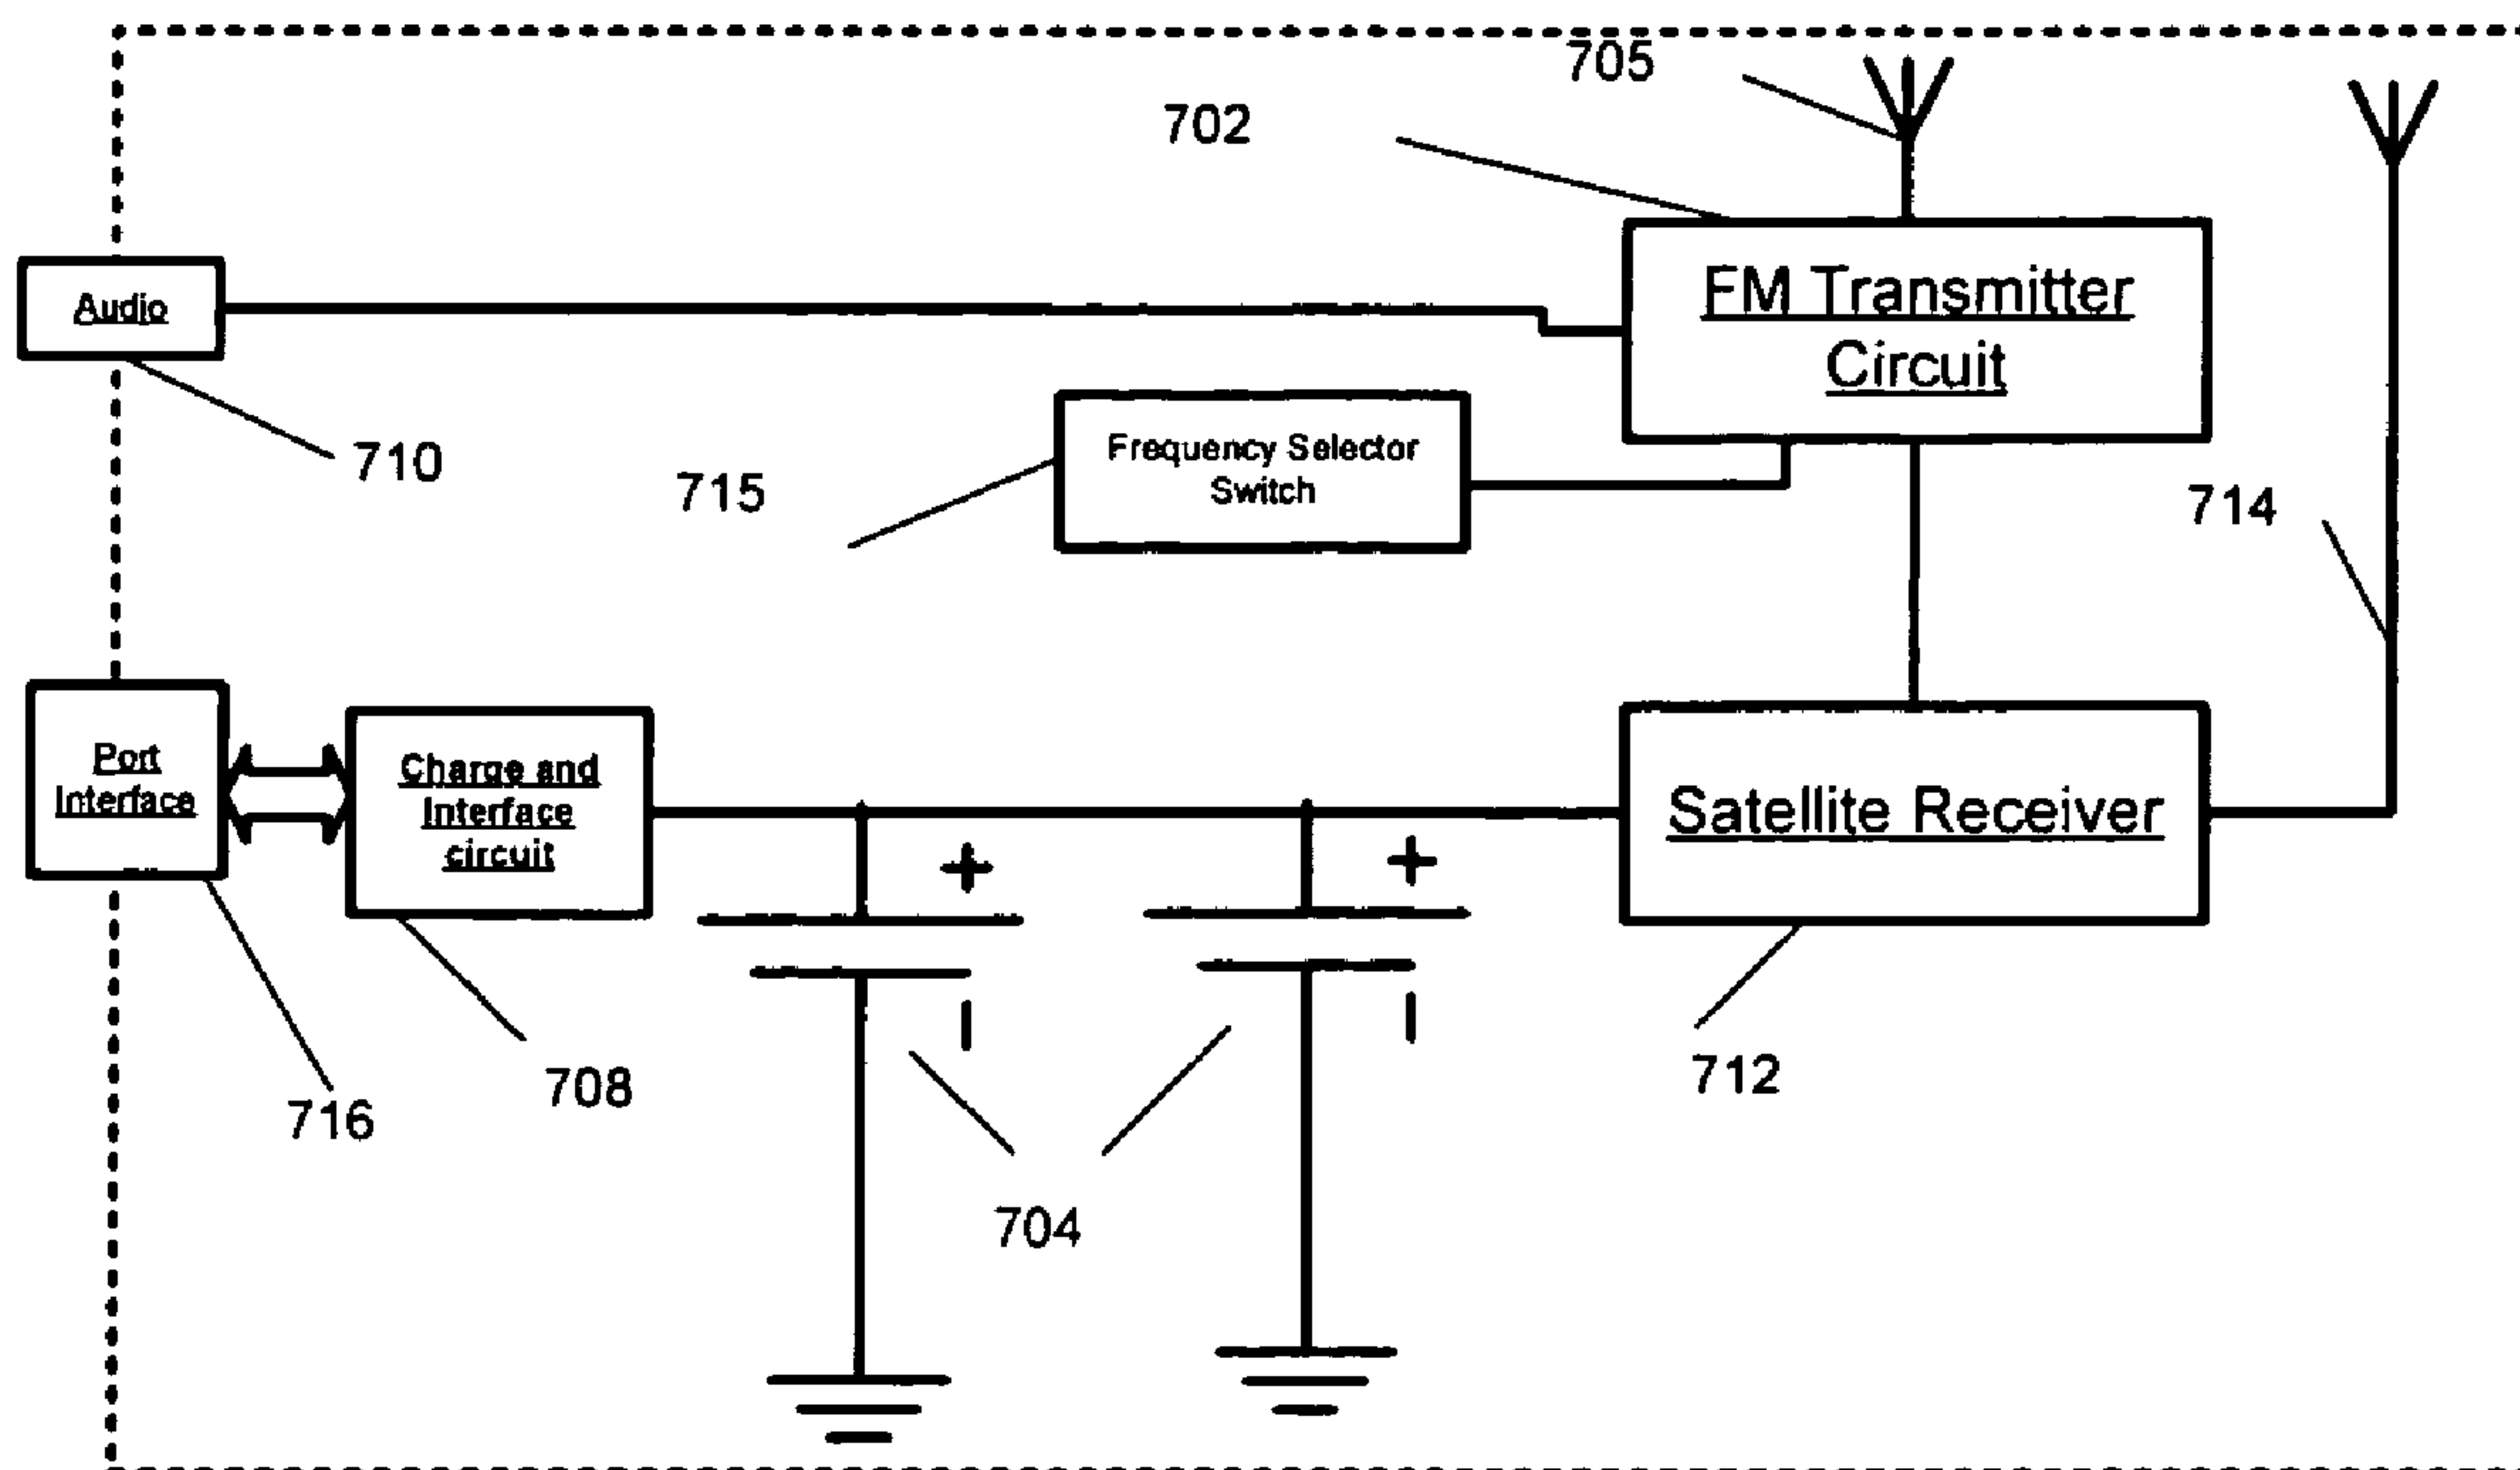 705
702
FM Transmitter
Circuit
Audio
710
Frequency Selector
Switch
715
714
Port
Interface
Charge and
Interface
circuit
Satellite Receiver
+
+
708
716
712
704